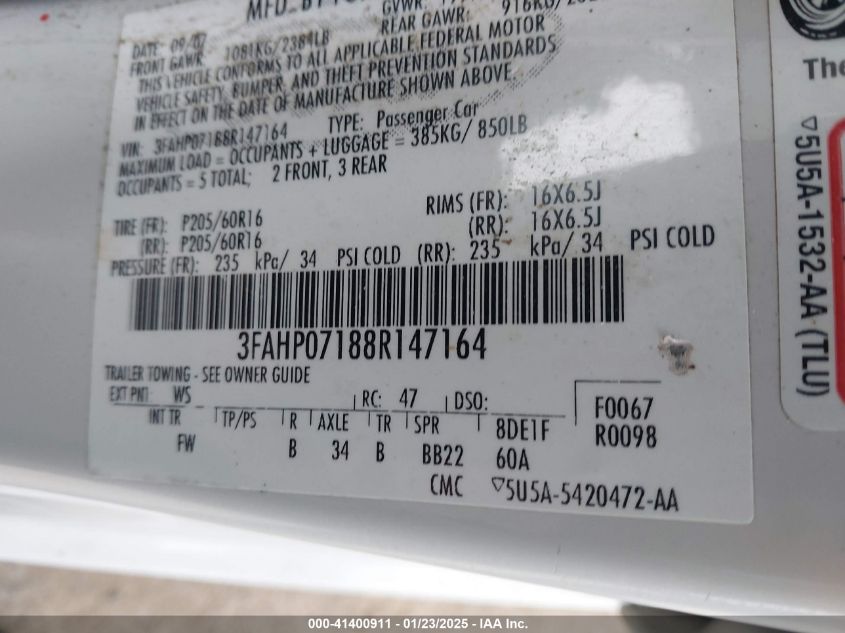 MFD. BY
GVWR:
DATE: 09/07
REAR GAWR: 916KG/
FRONT GAWR: 1081KG/2384LB
THIS VEHICLE CONFORMS TO ALL APPLICABLE FEDERAL MOTOR
VEHICLE SAFETY, BUMPER, AND THEFT PREVENTION STANDARDS
IN EFFECT ON THE DATE OF MANUFACTURE SHOWN ABOVE.
VIN: 3FAHP07188R147164 TYPE: Passenger Car
MAXIMUM LOAD = OCCUPANTS + LUGGAGE = 385KG/ 850LB
OCCUPANTS = 5 TOTAL; 2 FRONT, 3 REAR
TIRE (FR): P205/60R16 RIMS (FR): 16X6.5J
(RR): P205/60R16 (RR): 16X6.5J
PRESSURE (FR): 235 kPa/ 34 PSI COLD (RR): 235 kPa/ 34 PSI COLD
3FAHP07188R147164
TRAILER TOWING - SEE OWNER GUIDE
EXT PNT: WS RC: 47 DSO:
INT TR TP/PS R AXLE TR SPR 8DE1F F0067
FW B 34 B BB22 60A R0098
CMC ▽5U5A-5420472-AA
The
▽5U5A-1532-AA (TLU)
000-41400911 - 01/23/2025 - IAA Inc.